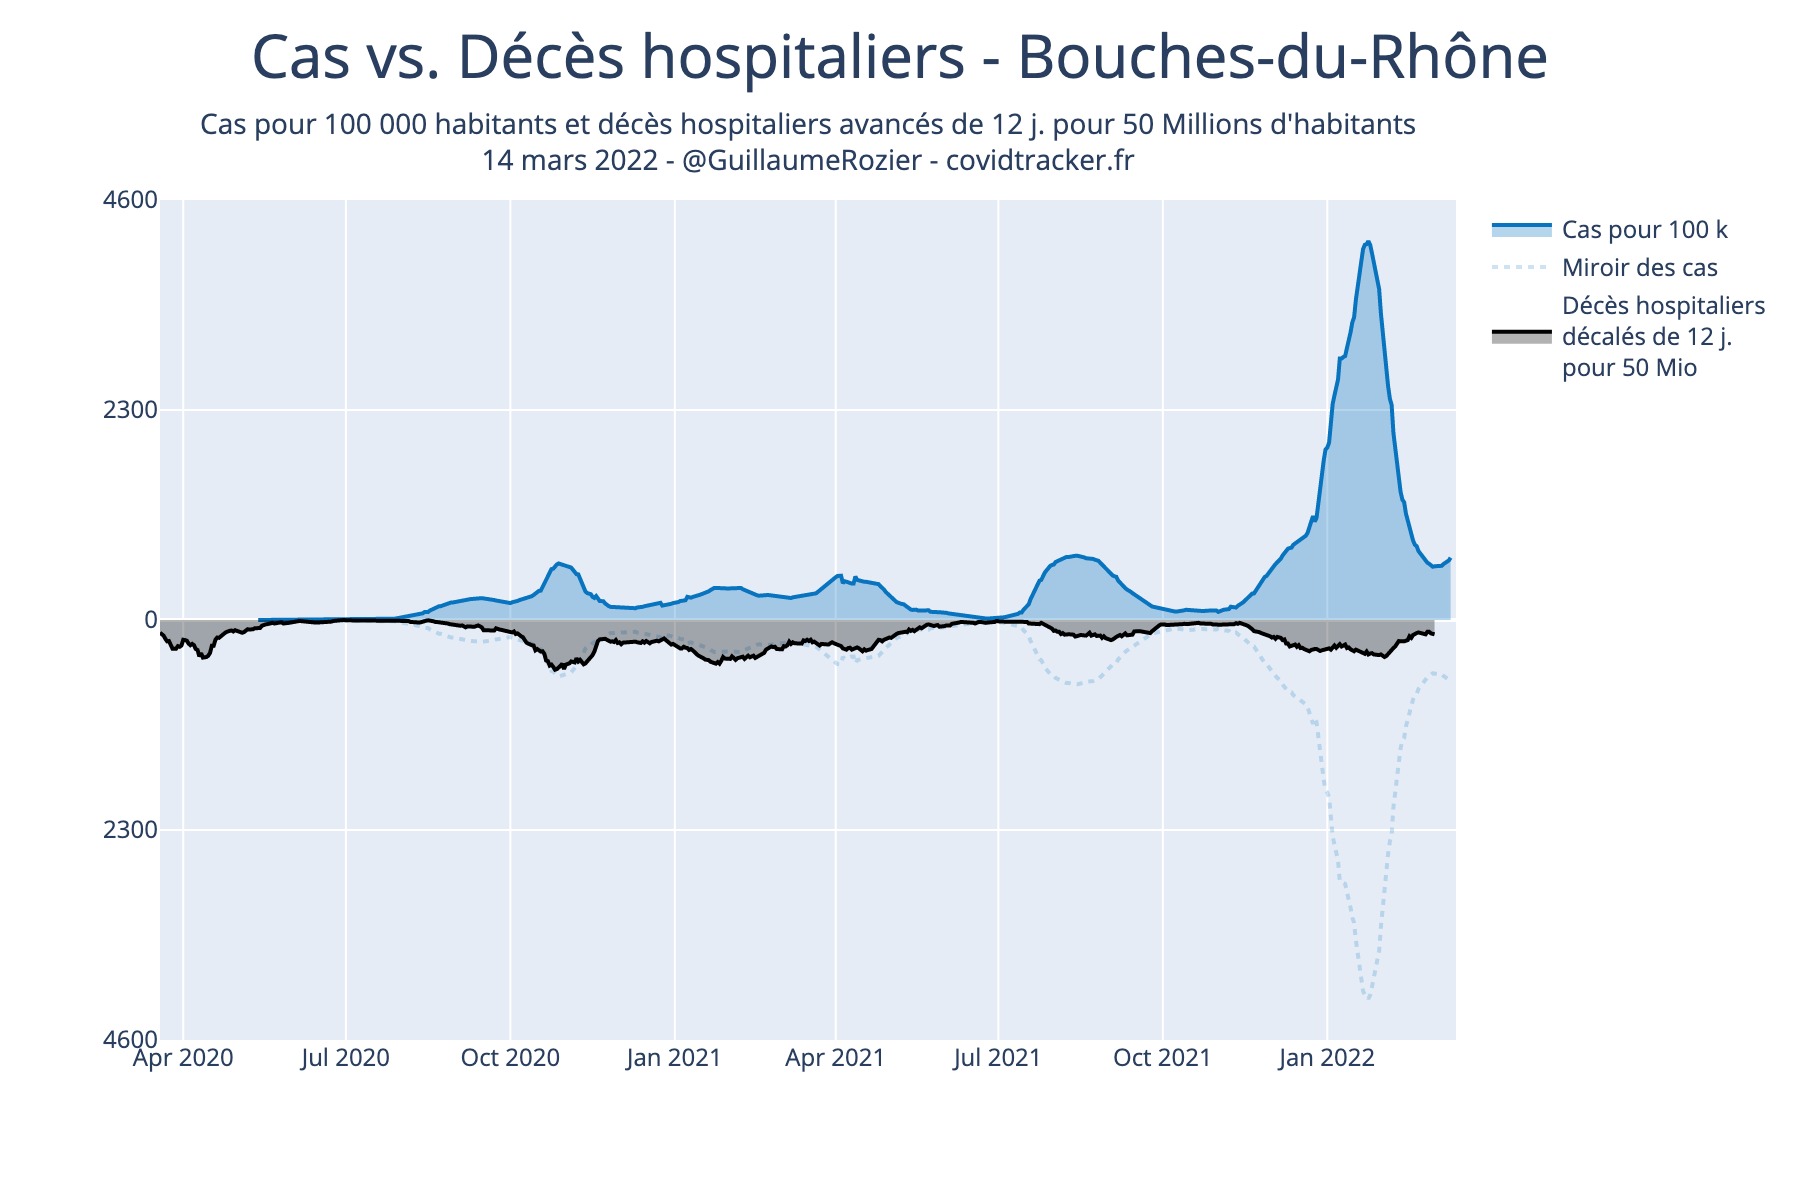 Cas vs. Décès hospitaliers - Bouches-du-Rhône
Cas pour 100 000 habitants et décès hospitaliers avancés de 12 j. pour 50 Millions d'habitants
14 mars 2022 - @GuillaumeRozier - covidtracker.fr
4600
2300
0
2300
4600
Apr 2020
Jul 2020
Oct 2020
Jan 2021
Apr 2021
Jul 2021
Oct 2021
Jan 2022
Cas pour 100 k
Miroir des cas
Décès hospitaliers
décalés de 12 j.
pour 50 Mio